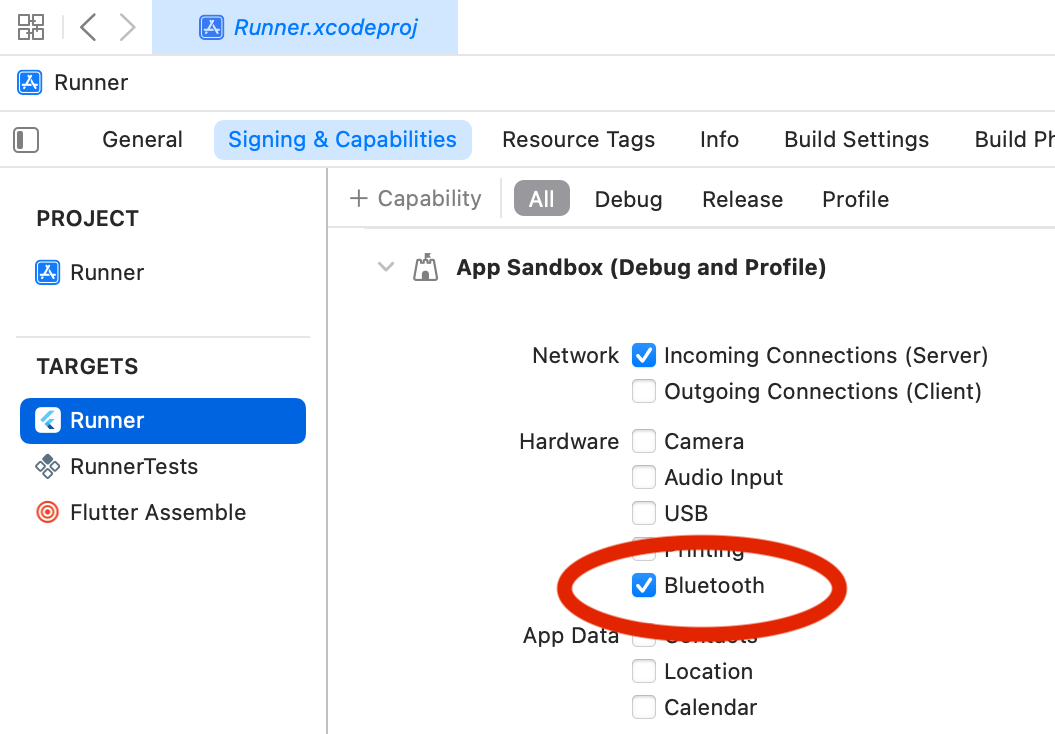 Runner.xcodeproj
Runner
General Signing & Capabilities Resource Tags Info Build Settings Build Ph
+ Capability All Debug Release Profile
PROJECT
Runner
TARGETS
Runner
RunnerTests
Flutter Assemble
App Sandbox (Debug and Profile)
Network Incoming Connections (Server)
Outgoing Connections (Client)
Hardware Camera
Audio Input
USB
Printing
Bluetooth
App Data Contacts
Location
Calendar